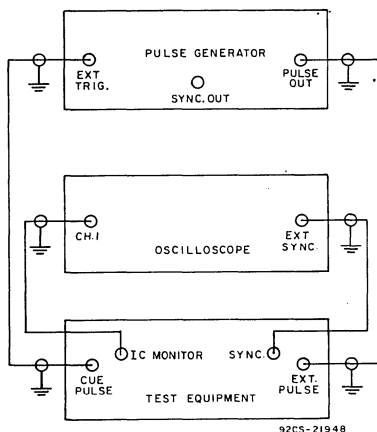 PULSE GENERATOR
EXT
TRIG.
PULSE
OUT
SYNC. OUT
CH.1
OSCILLOSCOPE
EXT
SYNC.
IC MONITOR
SYNC.
CUE
PULSE
EXT.
PULSE
TEST EQUIPMENT
92CS-21948